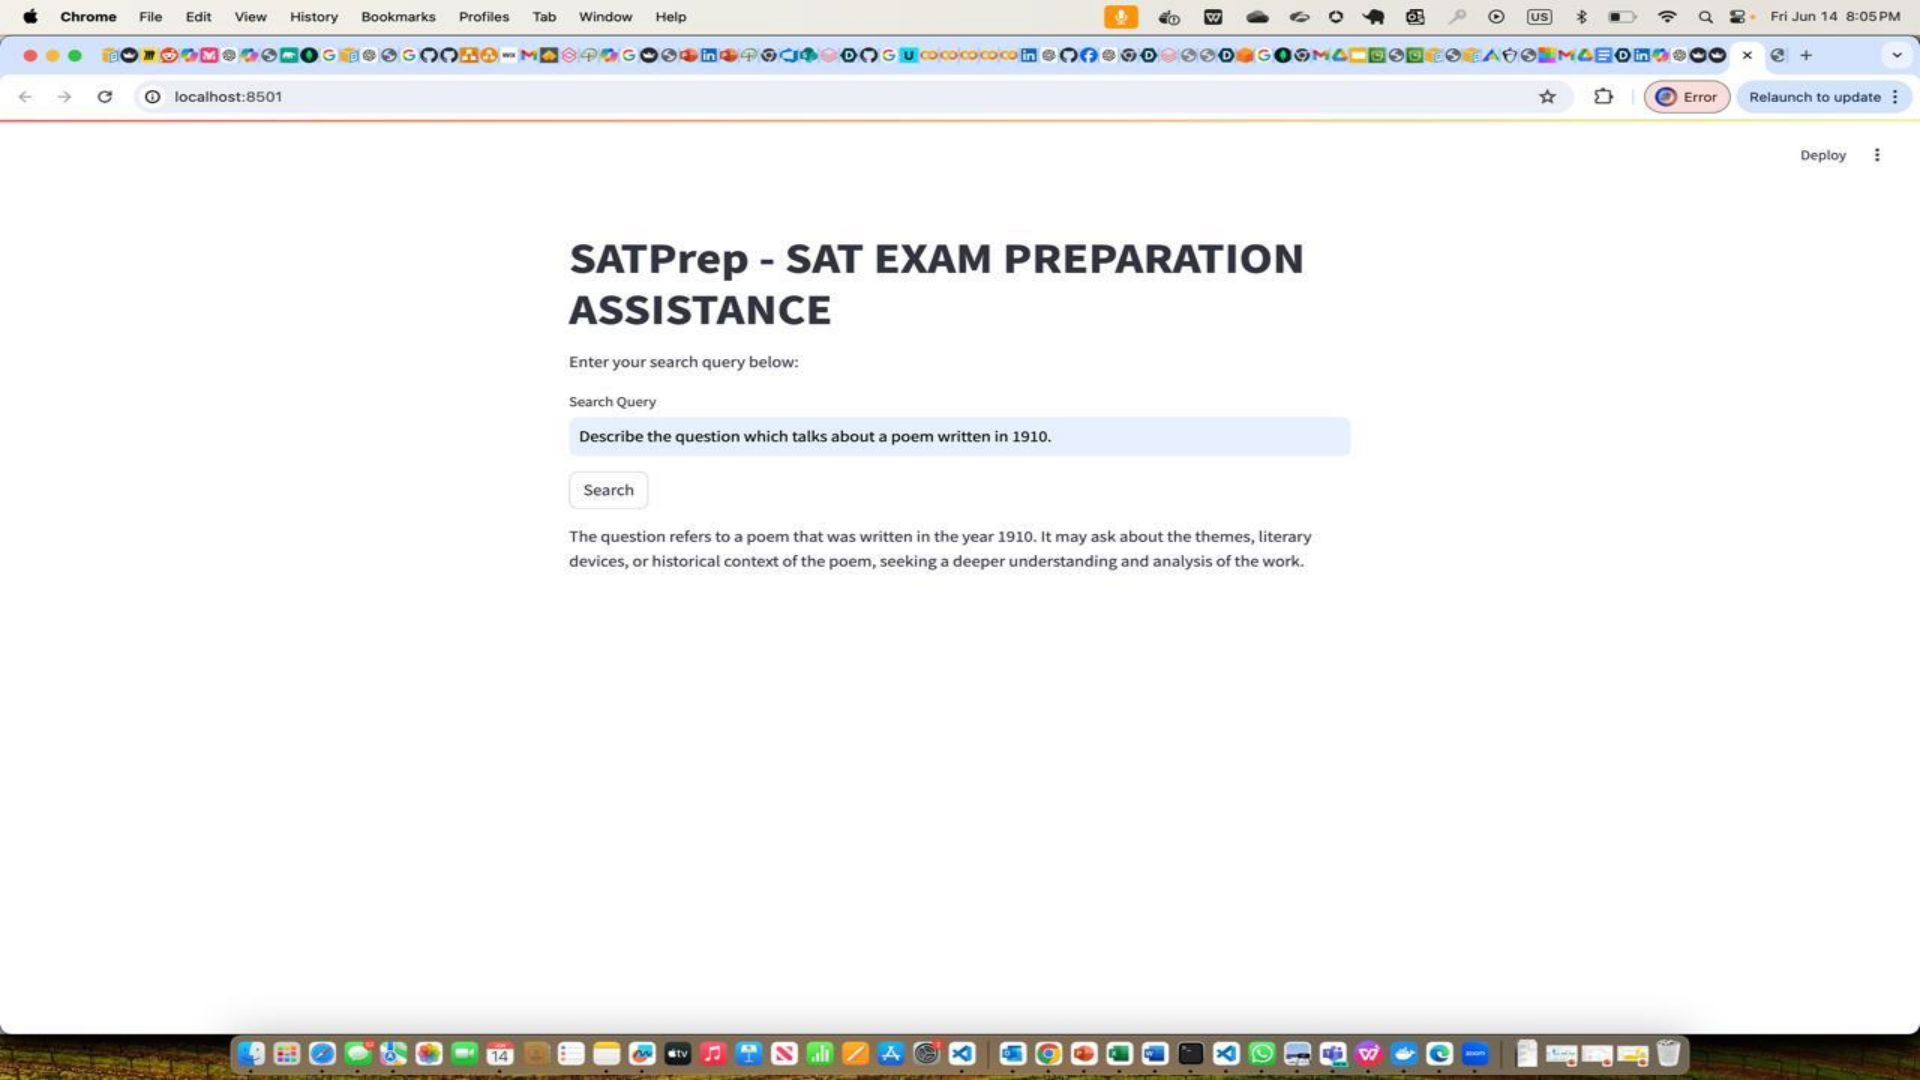 Chrome File Edit View History Bookmarks Profiles Tab Window Help US Fri Jun 14 8:05 PM
localhost:8501 Error Relaunch to update
Deploy
SATPrep - SAT EXAM PREPARATION
ASSISTANCE
Enter your search query below:
Search Query
Describe the question which talks about a poem written in 1910.
Search
The question refers to a poem that was written in the year 1910. It may ask about the themes, literary
devices, or historical context of the poem, seeking a deeper understanding and analysis of the work.
14 tv zoom